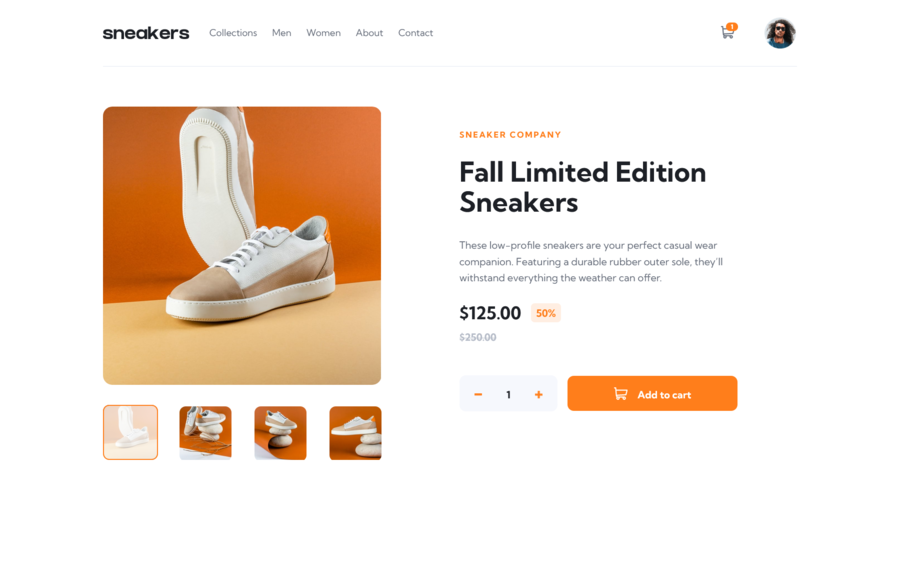 sneakers Collections Men Women About Contact 1
SNEAKER COMPANY
Fall Limited Edition
Sneakers
These low-profile sneakers are your perfect casual wear
companion. Featuring a durable rubber outer sole, they'll
withstand everything the weather can offer.
$125.00 50%
$250.00
1 Add to cart